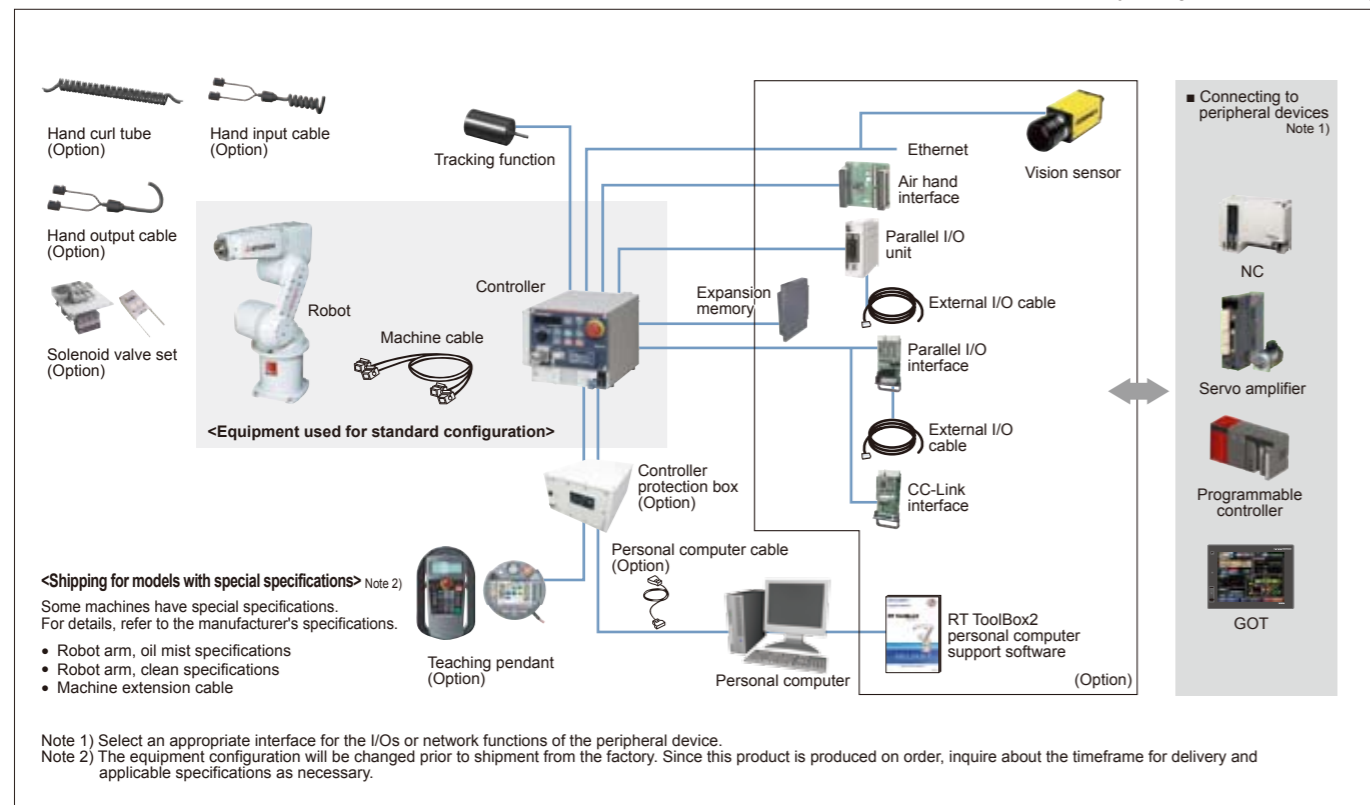 Hand curl tube
(Option)
Hand input cable
(Option)
Tracking function
Ethernet
Vision sensor
■ Connecting to
peripheral devices
Note 1)
Air hand
interface
Hand output cable
(Option)
Parallel I/O
unit
NC
Controller
Expansion
memory
External I/O cable
Robot
Machine cable
Solenoid valve set
(Option)
Parallel I/O
interface
Servo amplifier
<Equipment used for standard configuration>
External I/O
cable
Controller
protection box
(Option)
CC-Link
interface
Programmable
controller
Personal computer cable
(Option)
<Shipping for models with special specifications> Note 2)
Some machines have special specifications.
For details, refer to the manufacturer's specifications.
• Robot arm, oil mist specifications
• Robot arm, clean specifications
• Machine extension cable
Teaching pendant
(Option)
Personal computer
RT ToolBox2
personal computer
support software
(Option)
GOT
Note 1) Select an appropriate interface for the I/Os or network functions of the peripheral device.
Note 2) The equipment configuration will be changed prior to shipment from the factory. Since this product is produced on order, inquire about the timeframe for delivery and
applicable specifications as necessary.